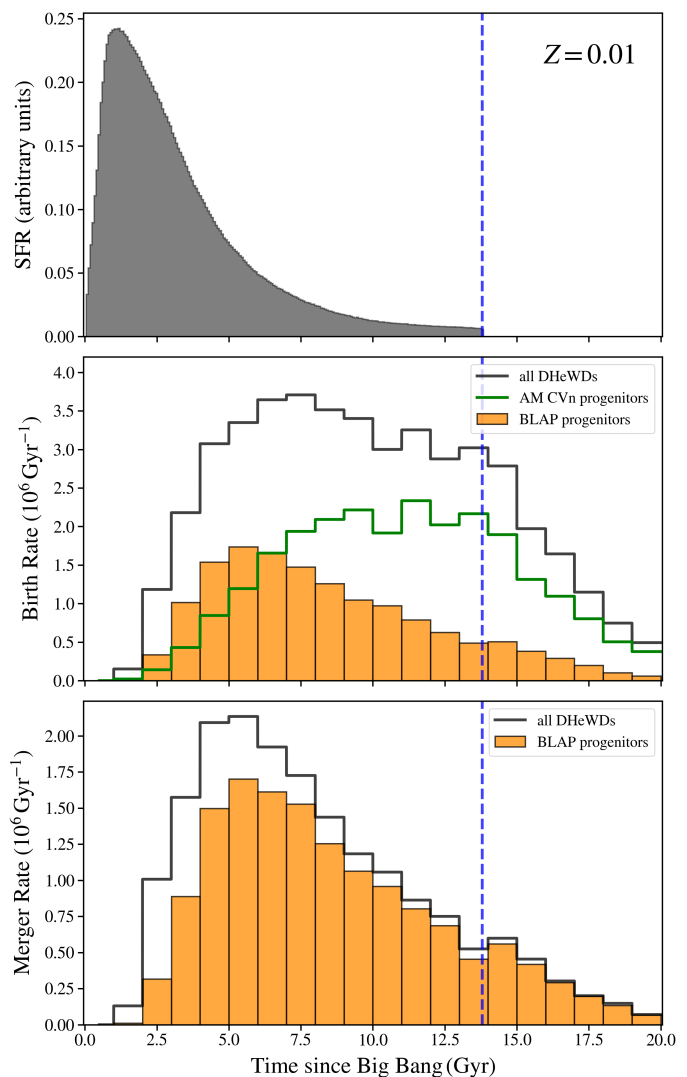 0.25
0.20
0.15
0.10
0.05
0.00
SFR (arbitrary units)
Z=0.01
4.0
3.5
3.0
2.5
2.0
1.5
1.0
0.5
0.0
Birth Rate (10⁶ Gyr⁻¹)
all DHeWDs
AM CVn progenitors
BLAP progenitors
2.00
1.75
1.50
1.25
1.00
0.75
0.50
0.25
0.00
Merger Rate (10⁶ Gyr⁻¹)
all DHeWDs
BLAP progenitors
0.0 2.5 5.0 7.5 10.0 12.5 15.0 17.5 20.0
Time since Big Bang (Gyr)